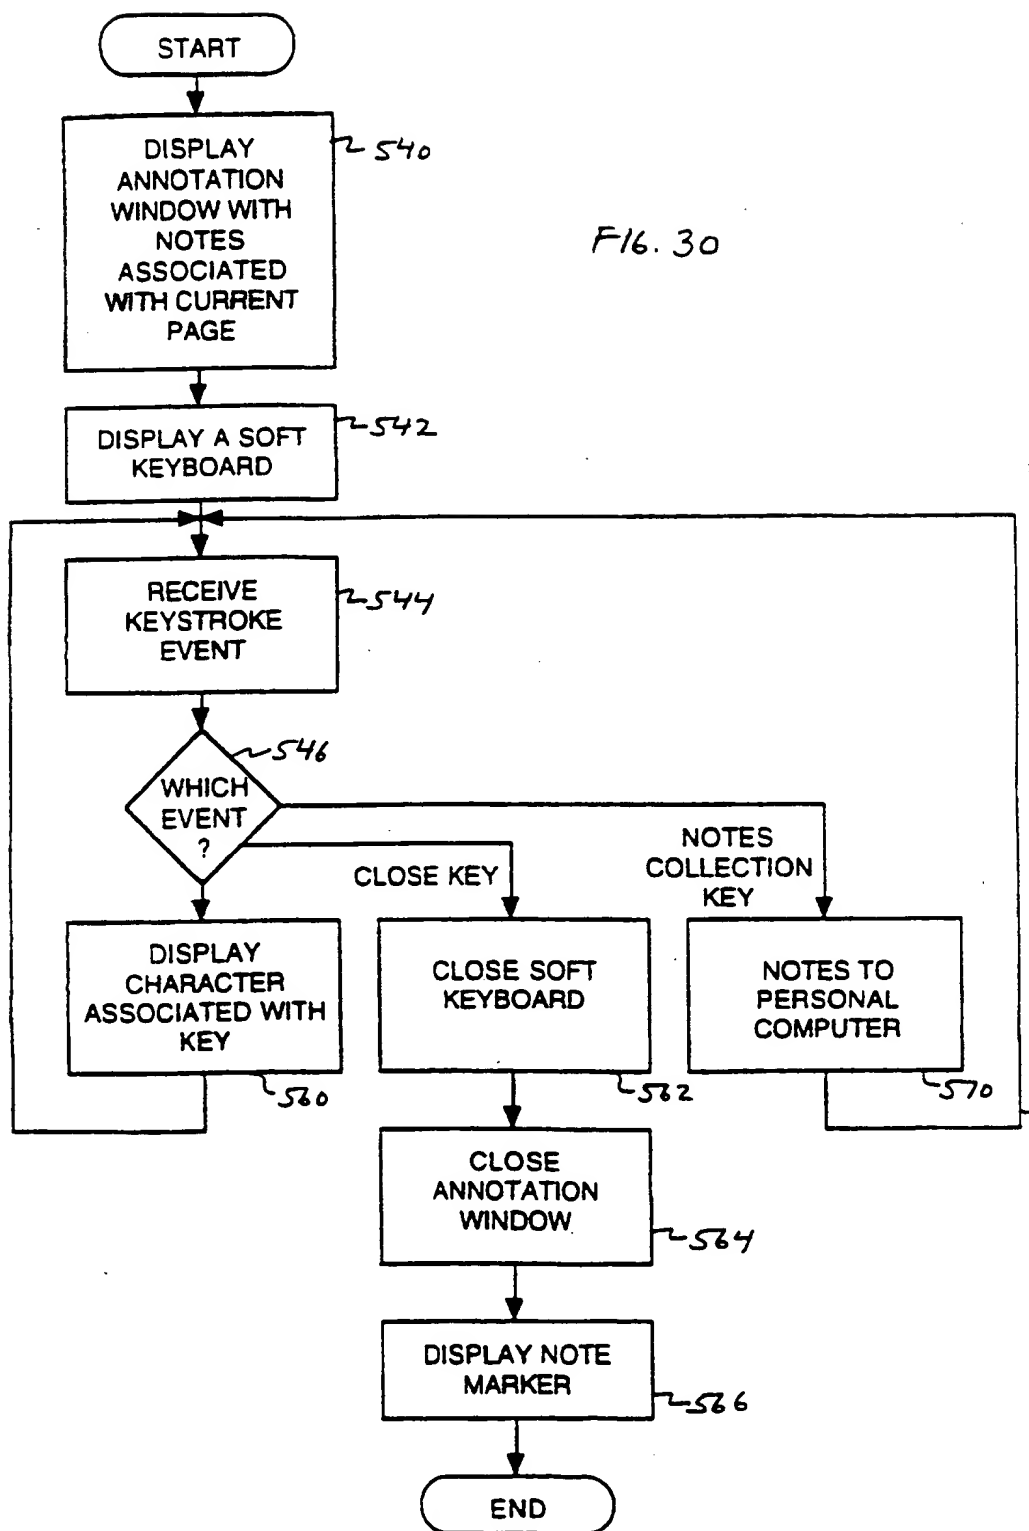 START
DISPLAY
ANNOTATION
WINDOW WITH
NOTES
ASSOCIATED
WITH CURRENT
PAGE
540
FIG. 30
DISPLAY A SOFT
KEYBOARD
542
RECEIVE
KEYSTROKE
EVENT
544
WHICH
EVENT
?
546
CLOSE KEY
NOTES
COLLECTION
KEY
DISPLAY
CHARACTER
ASSOCIATED WITH
KEY
560
CLOSE SOFT
KEYBOARD
562
NOTES TO
PERSONAL
COMPUTER
570
CLOSE
ANNOTATION
WINDOW
564
DISPLAY NOTE
MARKER
566
END